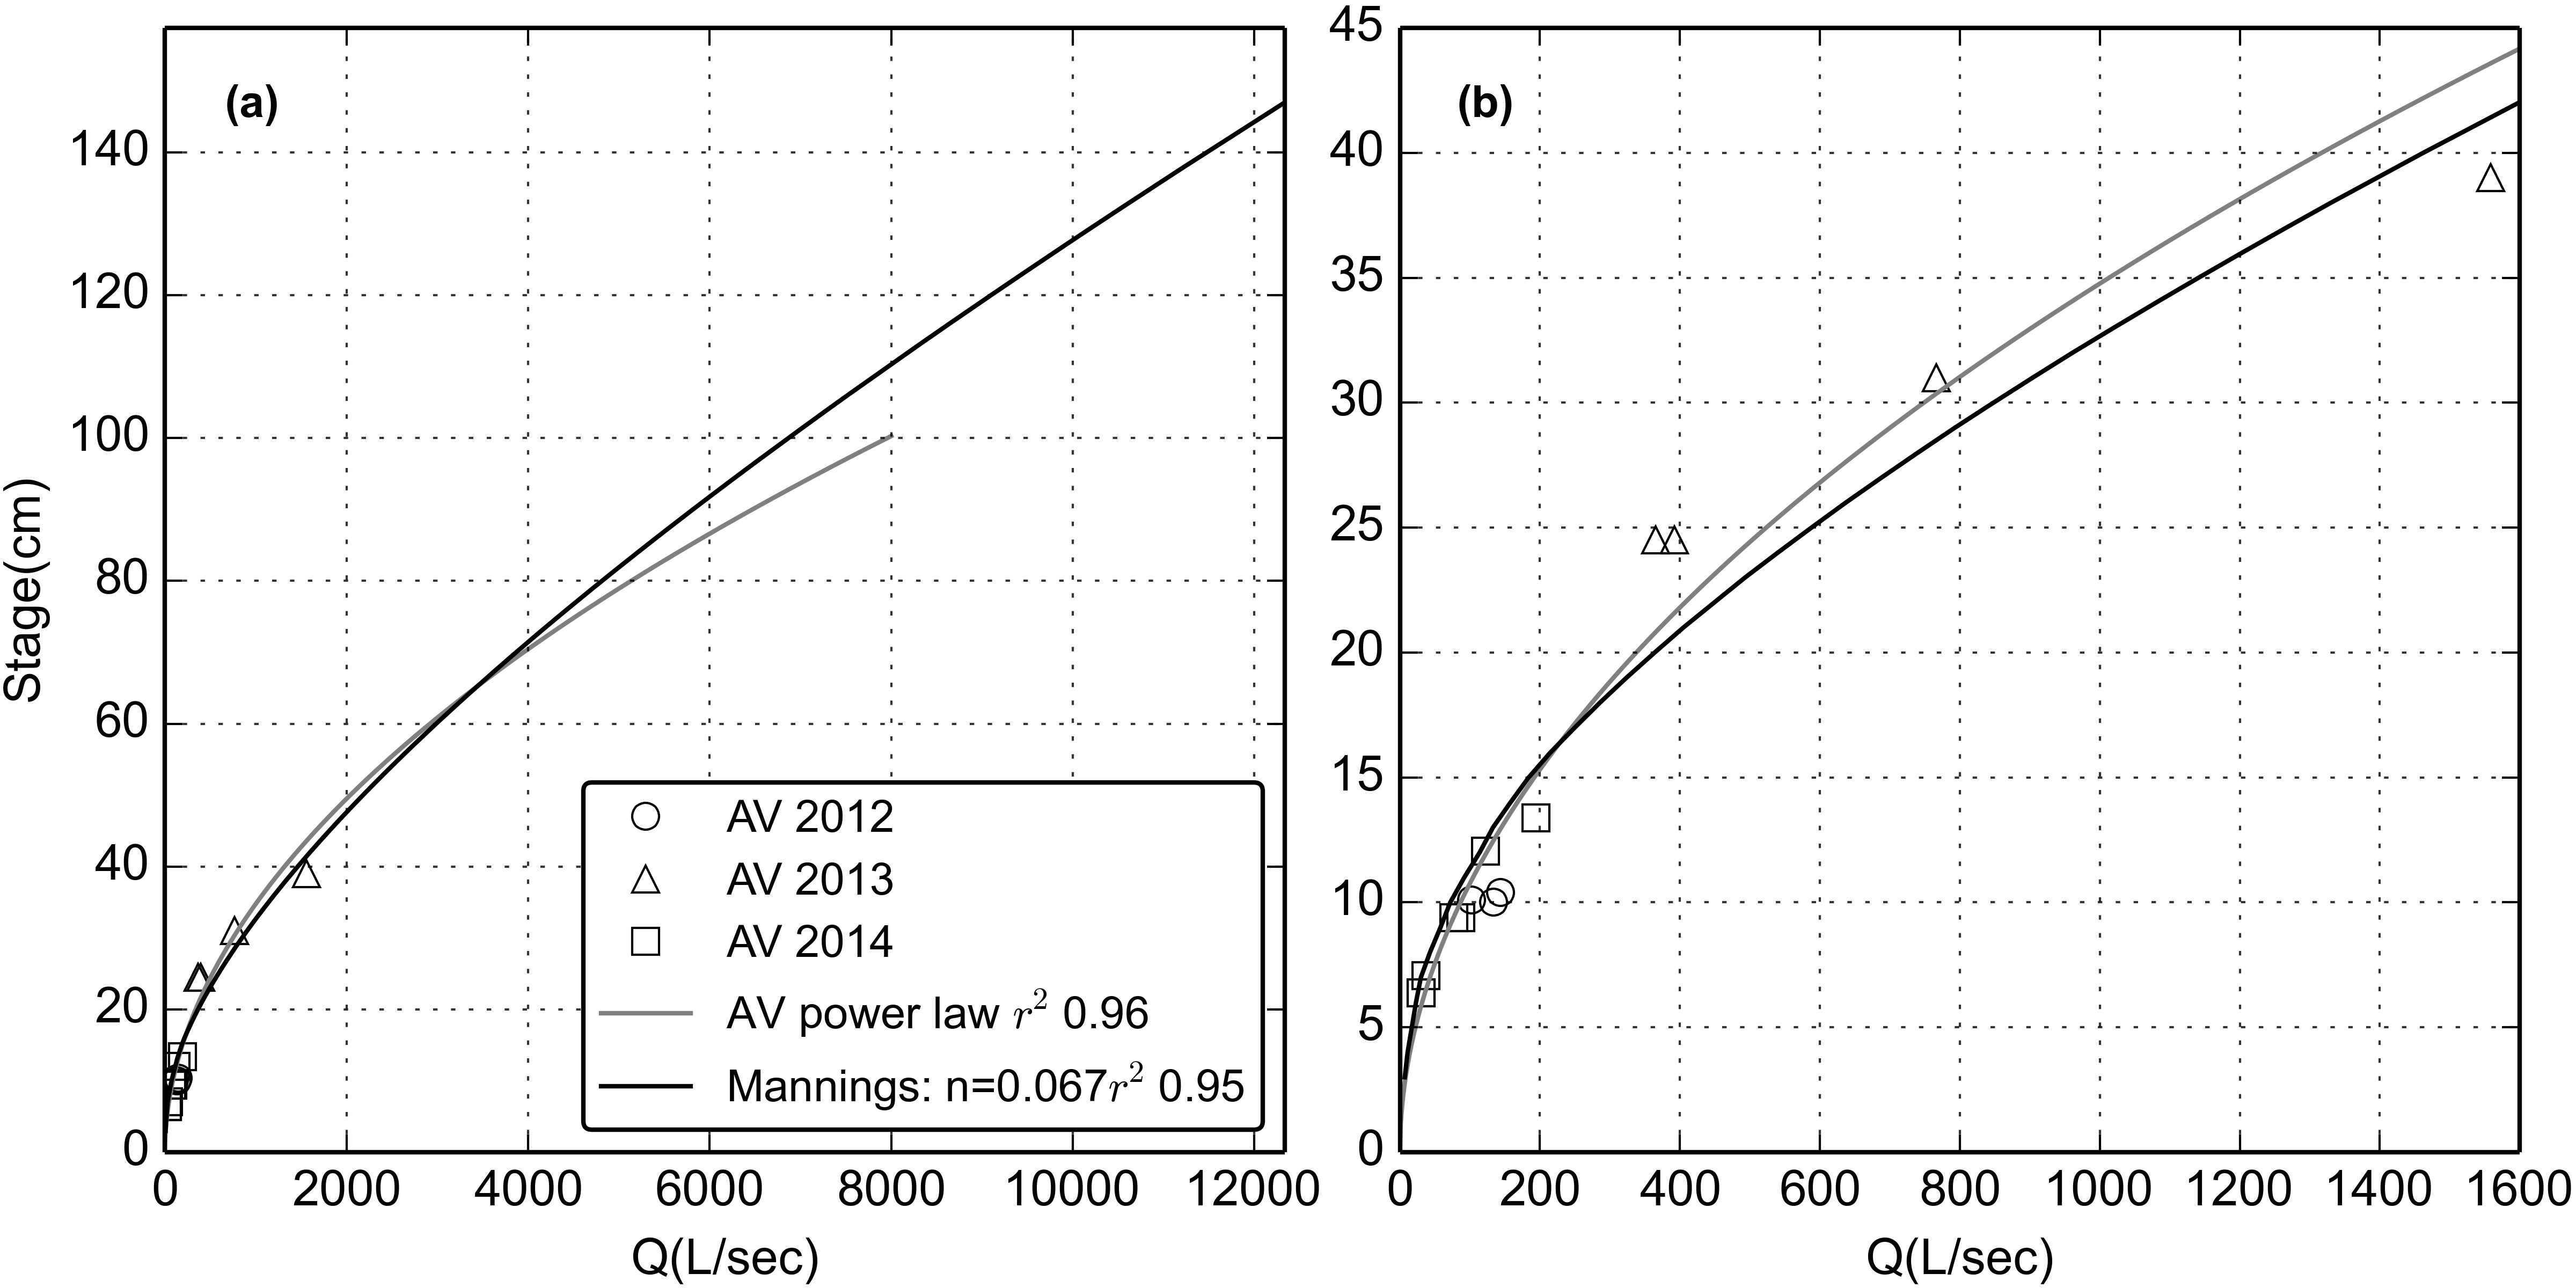 (a)
Stage(cm)
140
120
100
80
60
40
20
0
0 2000 4000 6000 8000 10000 12000
Q(L/sec)
AV 2012
AV 2013
AV 2014
AV power law r² 0.96
Mannings: n=0.067r² 0.95
(b)
45
40
35
30
25
20
15
10
5
0
0 200 400 600 800 1000 1200 1400 1600
Q(L/sec)